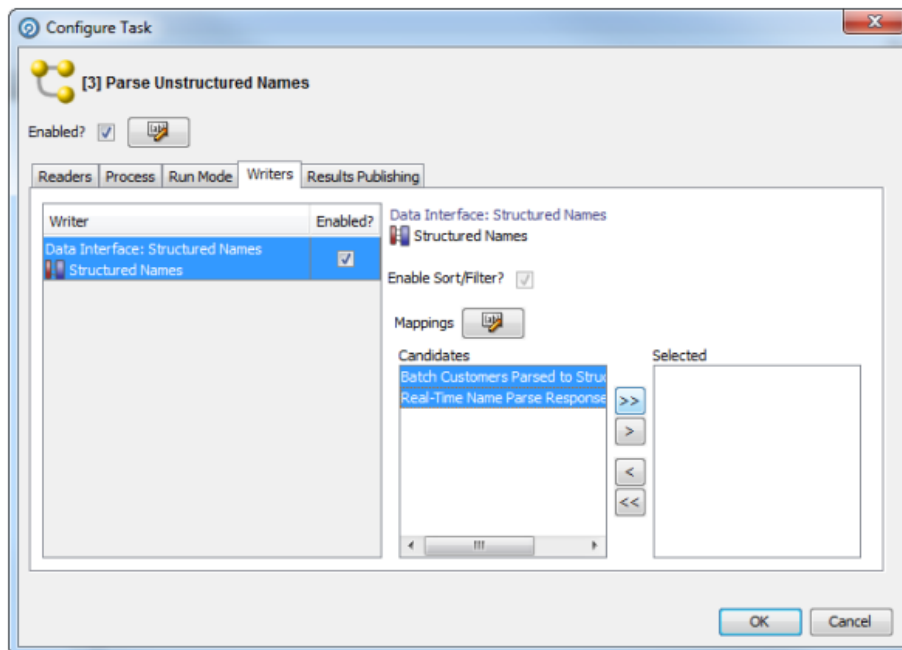 Configure Task
[3] Parse Unstructured Names
Enabled?
Readers Process Run Mode Writers Results Publishing
Writer Enabled?
Data Interface: Structured Names
Structured Names
Data Interface: Structured Names
Structured Names
Enable Sort/Filter?
Mappings
Candidates
Batch Customers Parsed to Struc
Real-Time Name Parse Response
>>
>
<
<<
Selected
OK Cancel